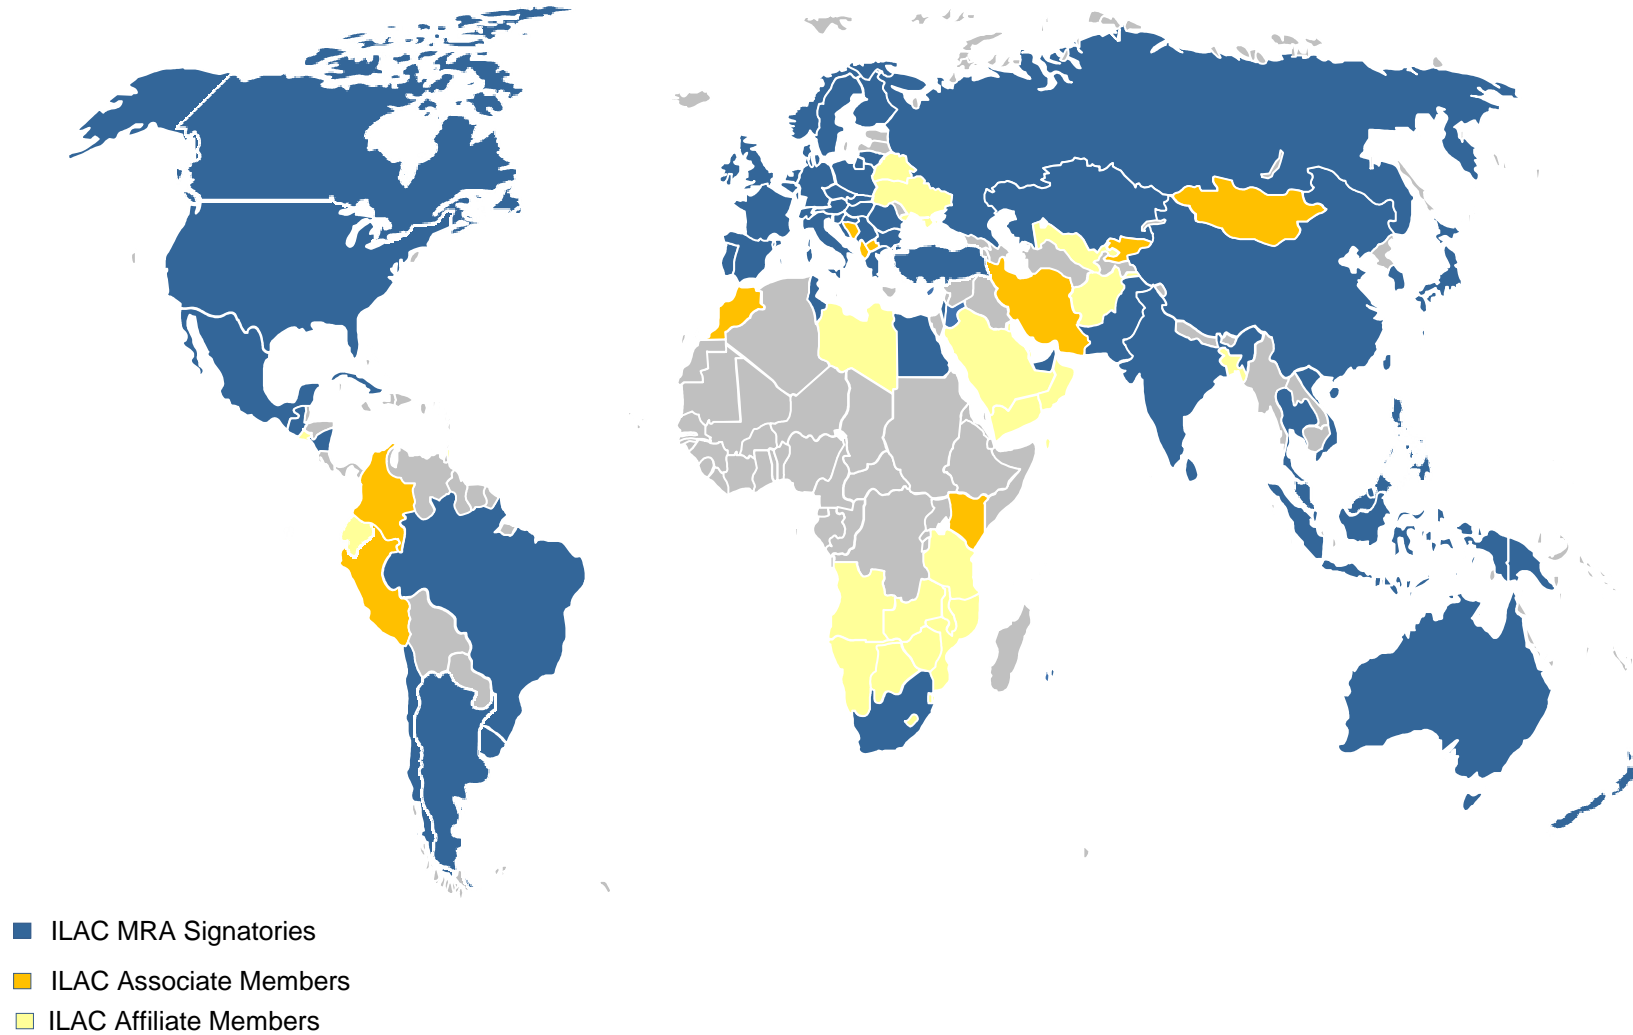 ILAC MRA Signatories
ILAC Associate Members
ILAC Affiliate Members